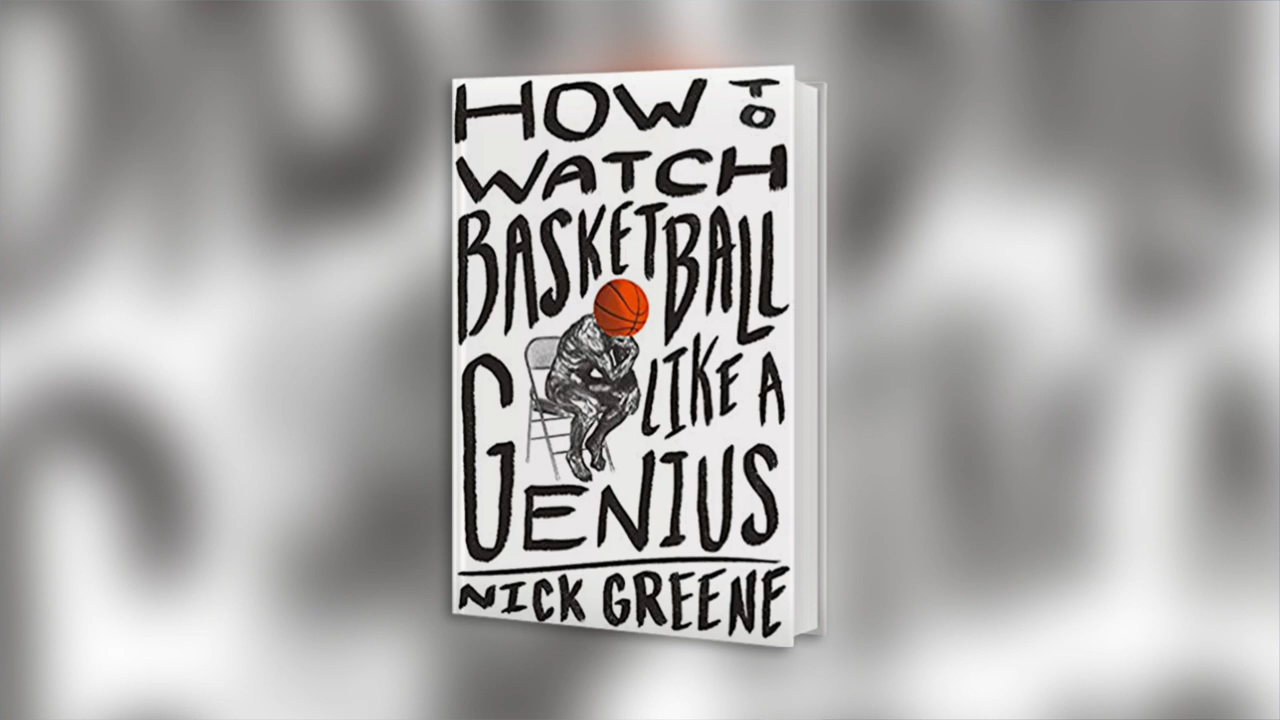 HOW TO
WATCH
BASKETBALL
LIKE A
GENIUS
NICK GREENE